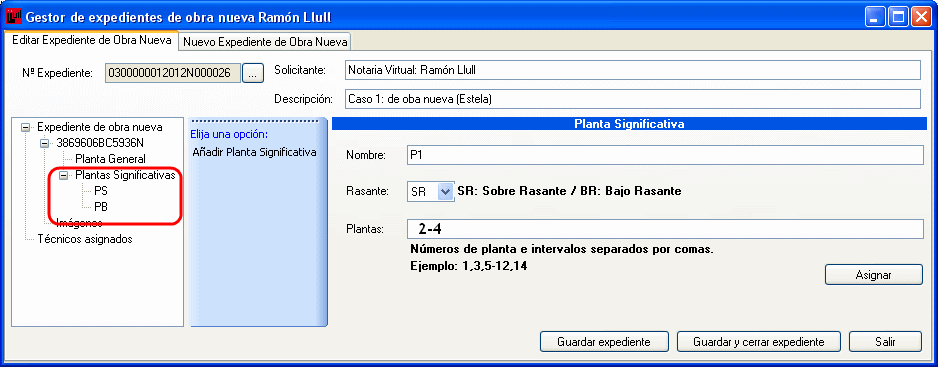 Gestor de expedientes de obra nueva Ramón Llull
Editar Expediente de Obra Nueva
Nuevo Expediente de Obra Nueva
Nº Expediente:
0300000012012N000026
...
Solicitante:
Notaria Virtual: Ramón Llull
Descripción:
Caso 1: de oba nueva (Estela)
Expediente de obra nueva
3869606BC5936N
Planta General
Plantas Significativas
PS
PB
Imágenes
Técnicos asignados
Elija una opción:
Añadir Planta Significativa
Planta Significativa
Nombre:
P1
Rasante:
SR
SR: Sobre Rasante / BR: Bajo Rasante
Plantas:
2-4
Números de planta e intervalos separados por comas.
Ejemplo: 1,3,5-12,14
Asignar
Guardar expediente
Guardar y cerrar expediente
Salir